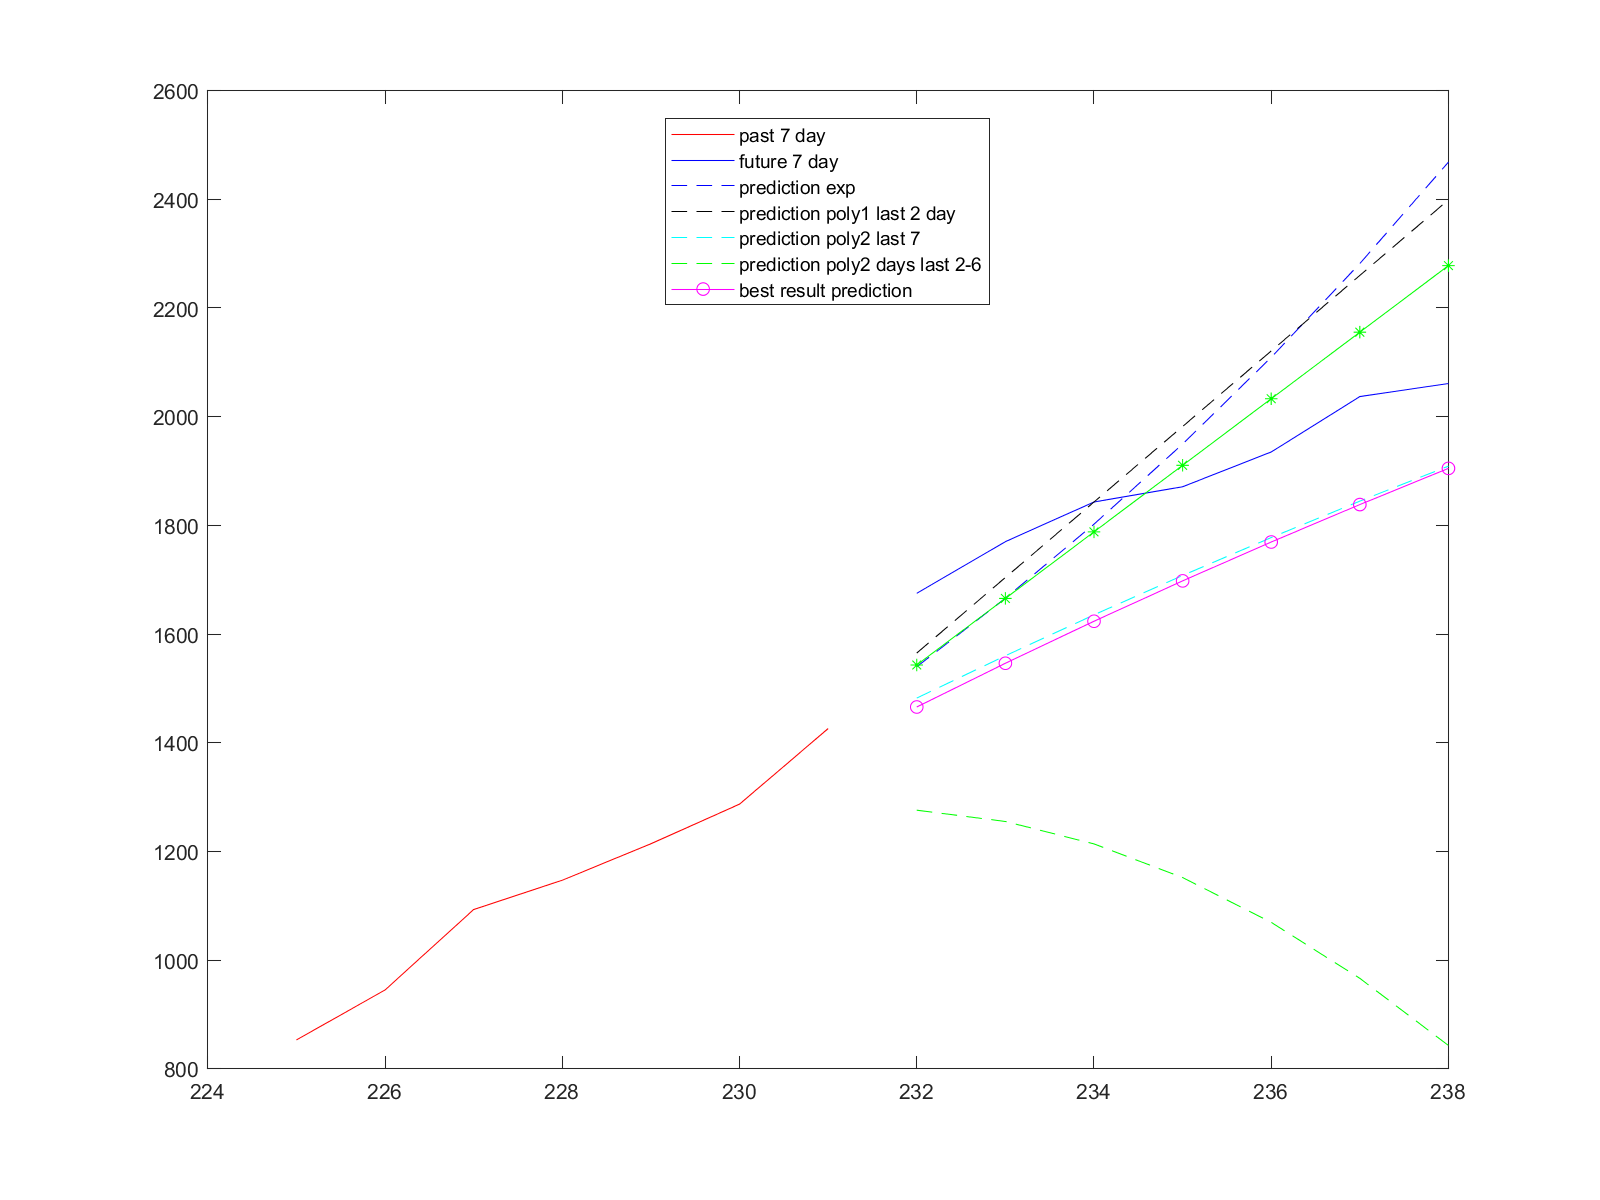 2600
2400
2200
2000
1800
1600
1400
1200
1000
800
past 7 day
future 7 day
prediction exp
prediction poly1 last 2 day
prediction poly2 last 7
prediction poly2 days last 2-6
best result prediction
224 226 228 230 232 234 236 238